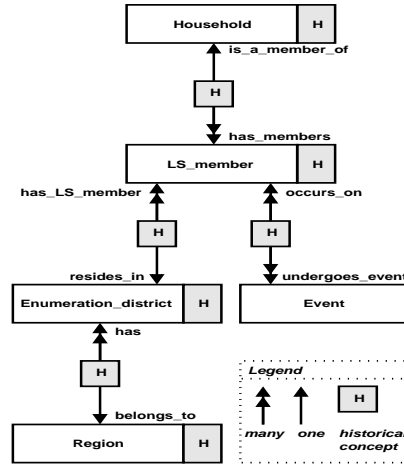 Household H
is_a_member_of
H
has_members
LS_member H
has_LS_member occurs_on
H H
resides_in undergoes_event
Enumeration_district H Event
has
H
belongs_to
Region H
Legend
H
many one historical
concept